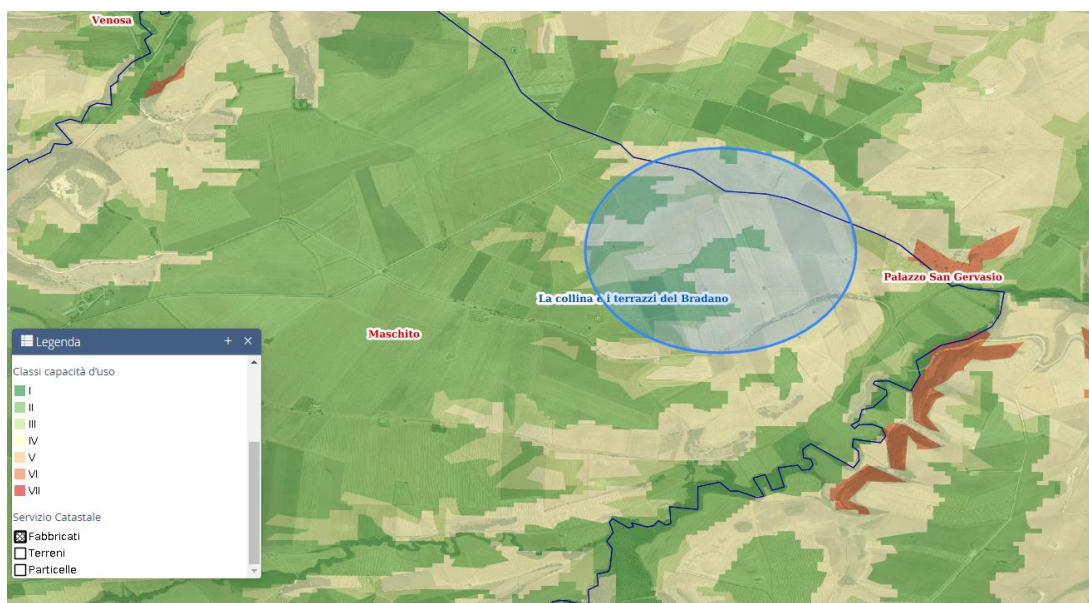 Venosa
Palazzo San Gervasio
La collina e i terrazzi del Bradano
Maschito
Legenda + ×
Classi capacità d'uso
I
II
III
IV
V
VI
VII
Servizio Catastale
Fabbricati
Terreni
Particelle